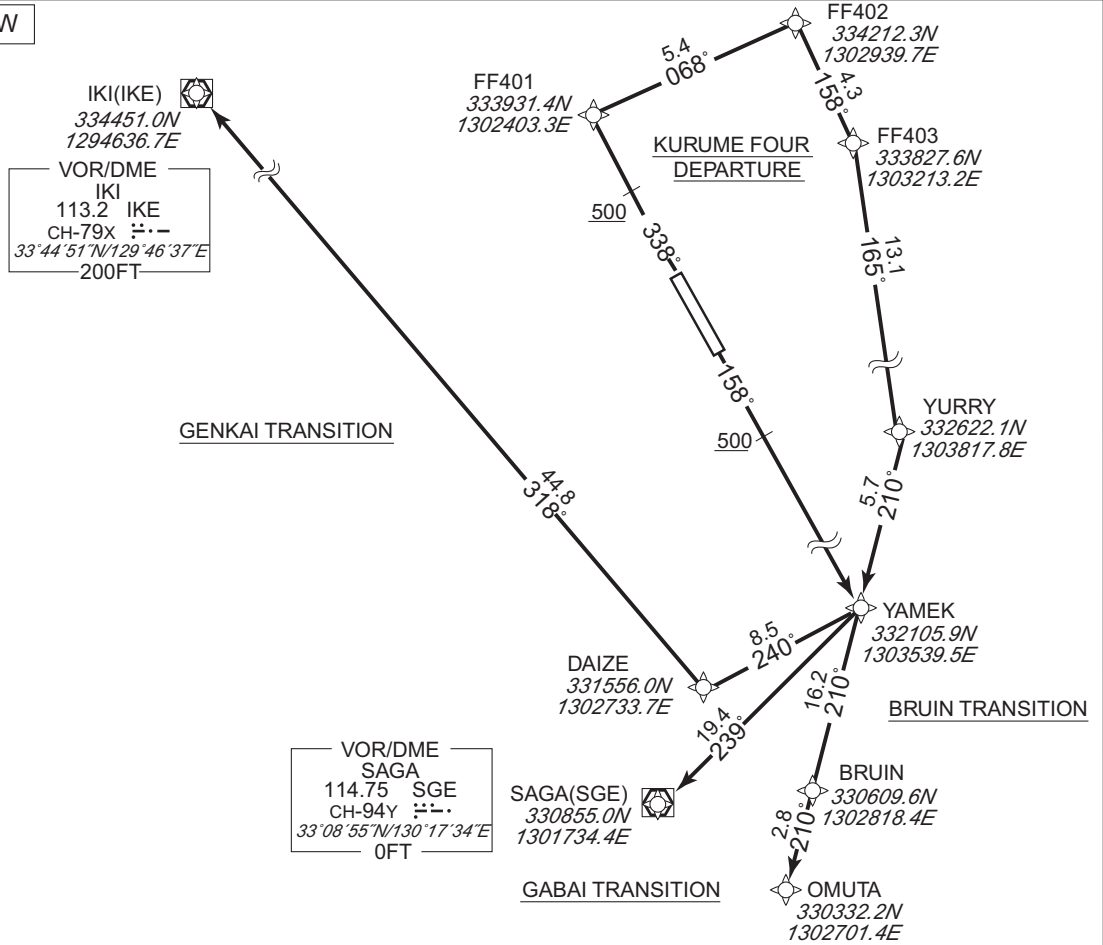 W
FF402
334212.3N
1302939.7E
5.4
068°
4.3
158°
FF401
333931.4N
1302403.3E
IKI(IKE)
334451.0N
1294636.7E
VOR/DME
IKI
113.2 IKE
CH-79X
33°44´51˝N/129°46´37˝E
200FT
KURUME FOUR
DEPARTURE
FF403
333827.6N
1303213.2E
500
338°
13.1
165°
158°
500
GENKAI TRANSITION
YURRY
332622.1N
1303817.8E
44.8
318°
5.7
210°
YAMEK
332105.9N
1303539.5E
8.5
240°
DAIZE
331556.0N
1302733.7E
16.2
210°
BRUIN TRANSITION
19.4
239°
VOR/DME
SAGA
114.75 SGE
CH-94Y
33°08´55˝N/130°17´34˝E
0FT
SAGA(SGE)
330855.0N
1301734.4E
BRUIN
330609.6N
1302818.4E
2.8
210°
GABAI TRANSITION
OMUTA
330332.2N
1302701.4E